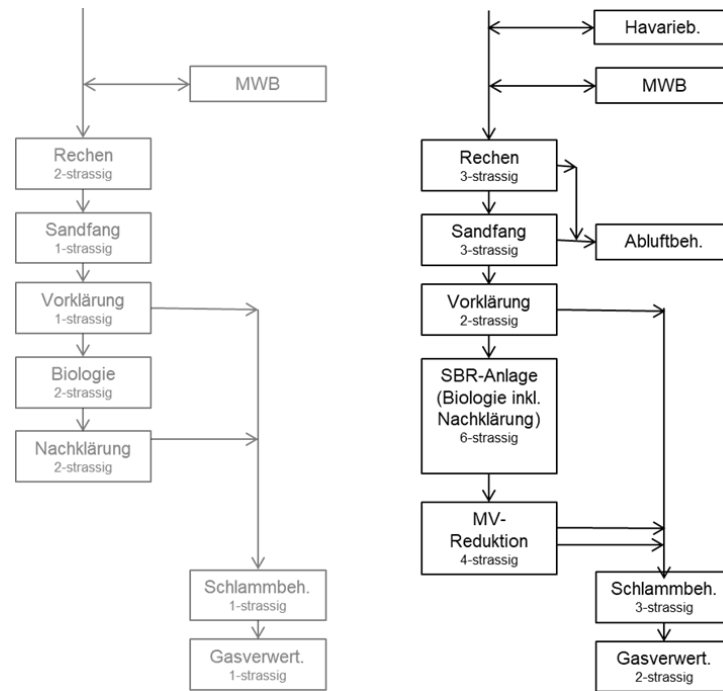 MWB
Rechen
2-strassig
Sandfang
1-strassig
Vorklärung
1-strassig
Biologie
2-strassig
Nachklärung
2-strassig
Schlammbeh.
1-strassig
Gasverwert.
1-strassig
Havarieb.
MWB
Rechen
3-strassig
Sandfang
3-strassig
Abluftbeh.
Vorklärung
2-strassig
SBR-Anlage
(Biologie inkl.
Nachklärung)
6-strassig
MV-
Reduktion
4-strassig
Schlammbeh.
3-strassig
Gasverwert.
2-strassig